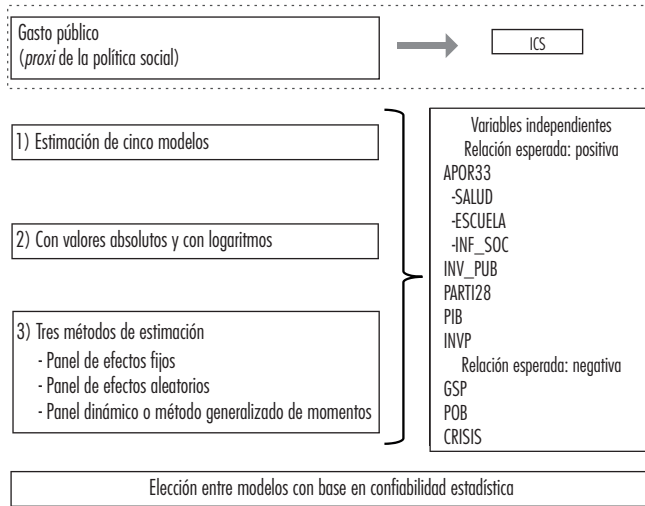 Gasto público
(proxi de la política social)
ICS
1) Estimación de cinco modelos
2) Con valores absolutos y con logaritmos
3) Tres métodos de estimación
- Panel de efectos fijos
- Panel de efectos aleatorios
- Panel dinámico o método generalizado de momentos
Variables independientes
Relación esperada: positiva
APOR33
-SALUD
-ESCUELA
-INF_SOC
INV_PUB
PARTI28
PIB
INVP
Relación esperada: negativa
GSP
POB
CRISIS
Elección entre modelos con base en confiabilidad estadística